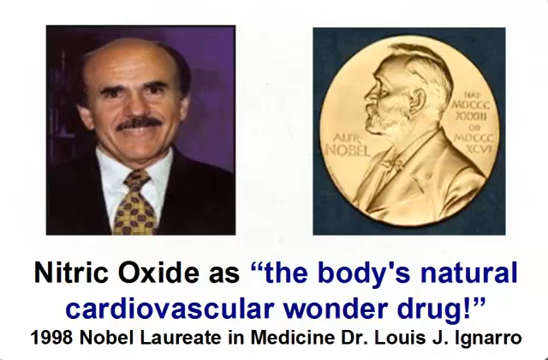 ALFR.
NOBEL
NAT.
MDCCC
XXXIII
OB.
MDCCC
XCVI
Nitric Oxide as “the body's natural
cardiovascular wonder drug!”
1998 Nobel Laureate in Medicine Dr. Louis J. Ignarro